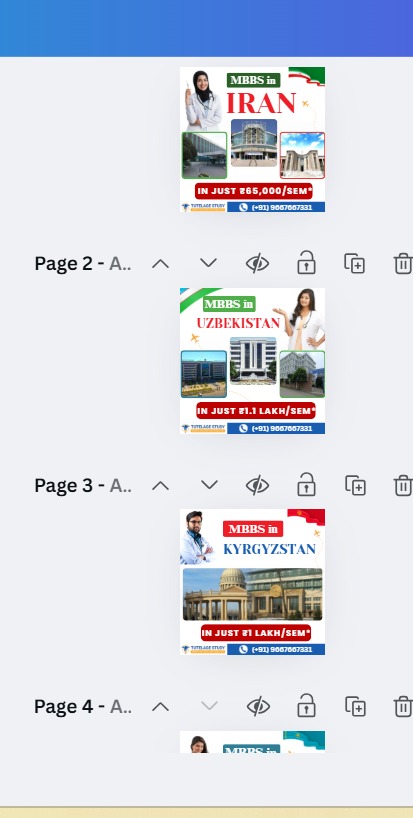 MBBS in
IRAN
IN JUST ₹65,000/SEM*
TUTELAGE STUDY
(+91) 9667667331
Page 2 - A..
MBBS in
UZBEKISTAN
IN JUST ₹1.1 LAKH/SEM*
TUTELAGE STUDY
(+91) 9667667331
Page 3 - A..
MBBS in
KYRGYZSTAN
IN JUST ₹1 LAKH/SEM*
TUTELAGE STUDY
(+91) 9667667331
Page 4 - A..
MBBS in